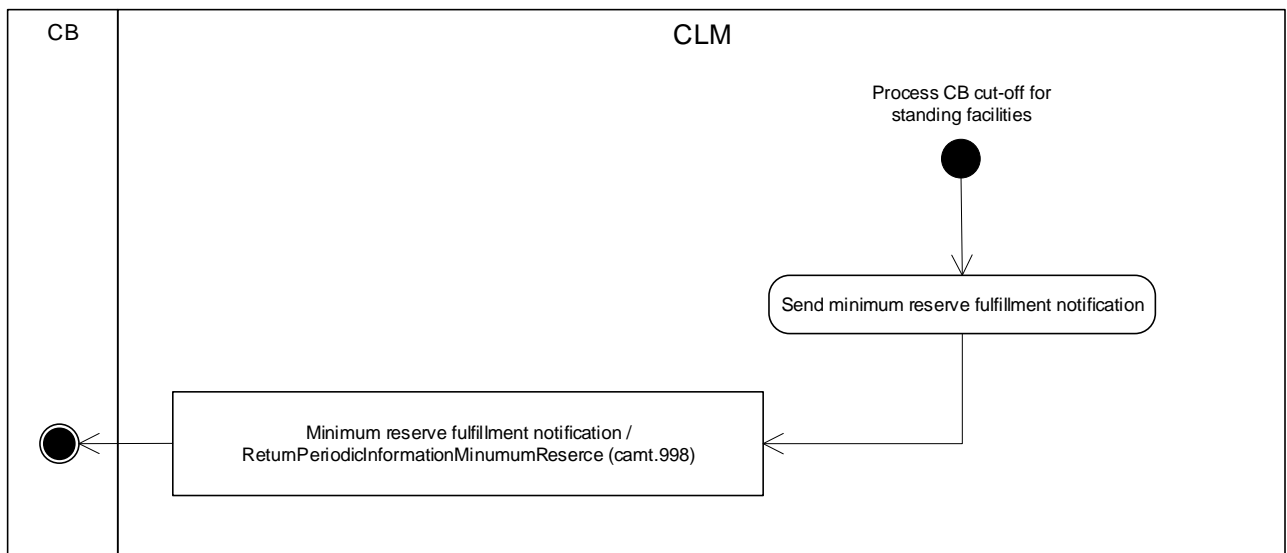 CB
CLM
Process CB cut-off for
standing facilities
Send minimum reserve fulfillment notification
Minimum reserve fulfillment notification /
ReturnPeriodicInformationMinumumReserce (camt.998)